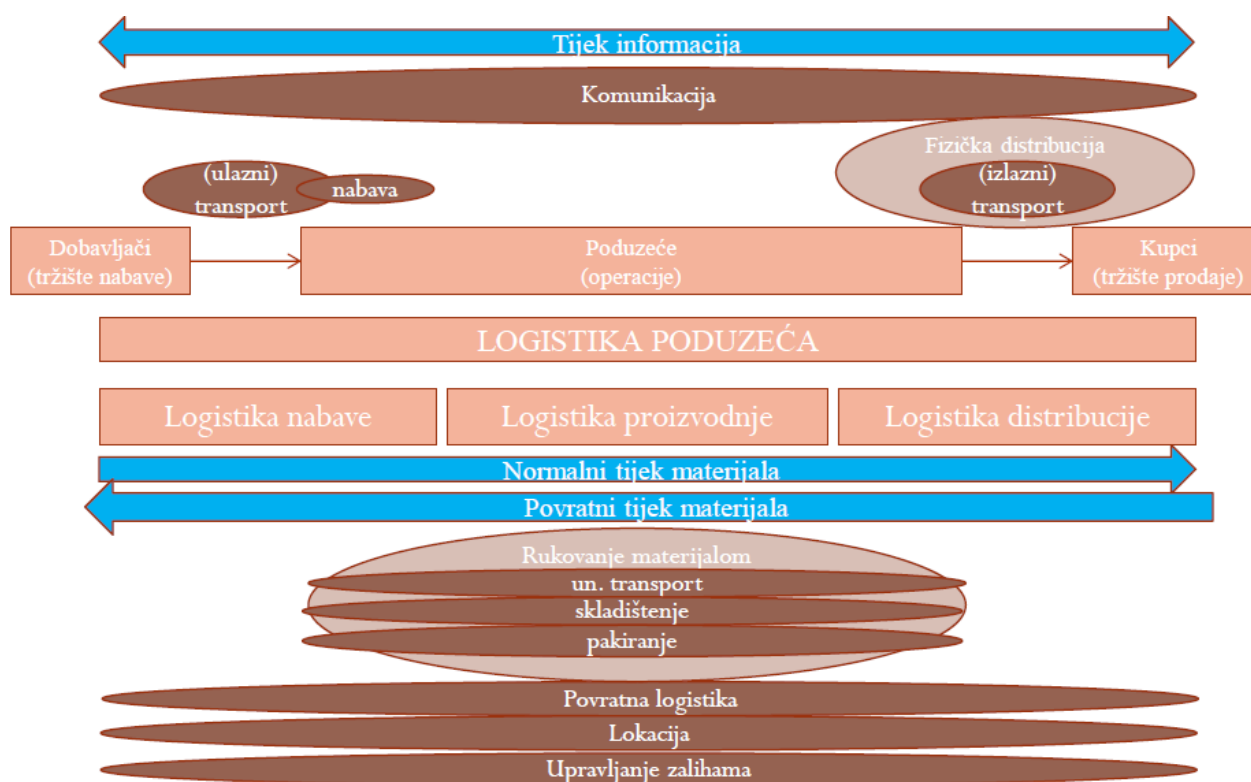 Tijek informacija
Komunikacija
Fizička distribucija
(ulazni)
transport
nabava
(izlazni)
transport
Dobavljači
(tržište nabave)
Poduzeće
(operacije)
Kupci
(tržište prodaje)
LOGISTIKA PODUZEĆA
Logistika nabave
Logistika proizvodnje
Logistika distribucije
Normalni tijek materijala
Povratni tijek materijala
Rukovanje materijalom
un. transport
skladištenje
pakiranje
Povratna logistika
Lokacija
Upravljanje zalihama